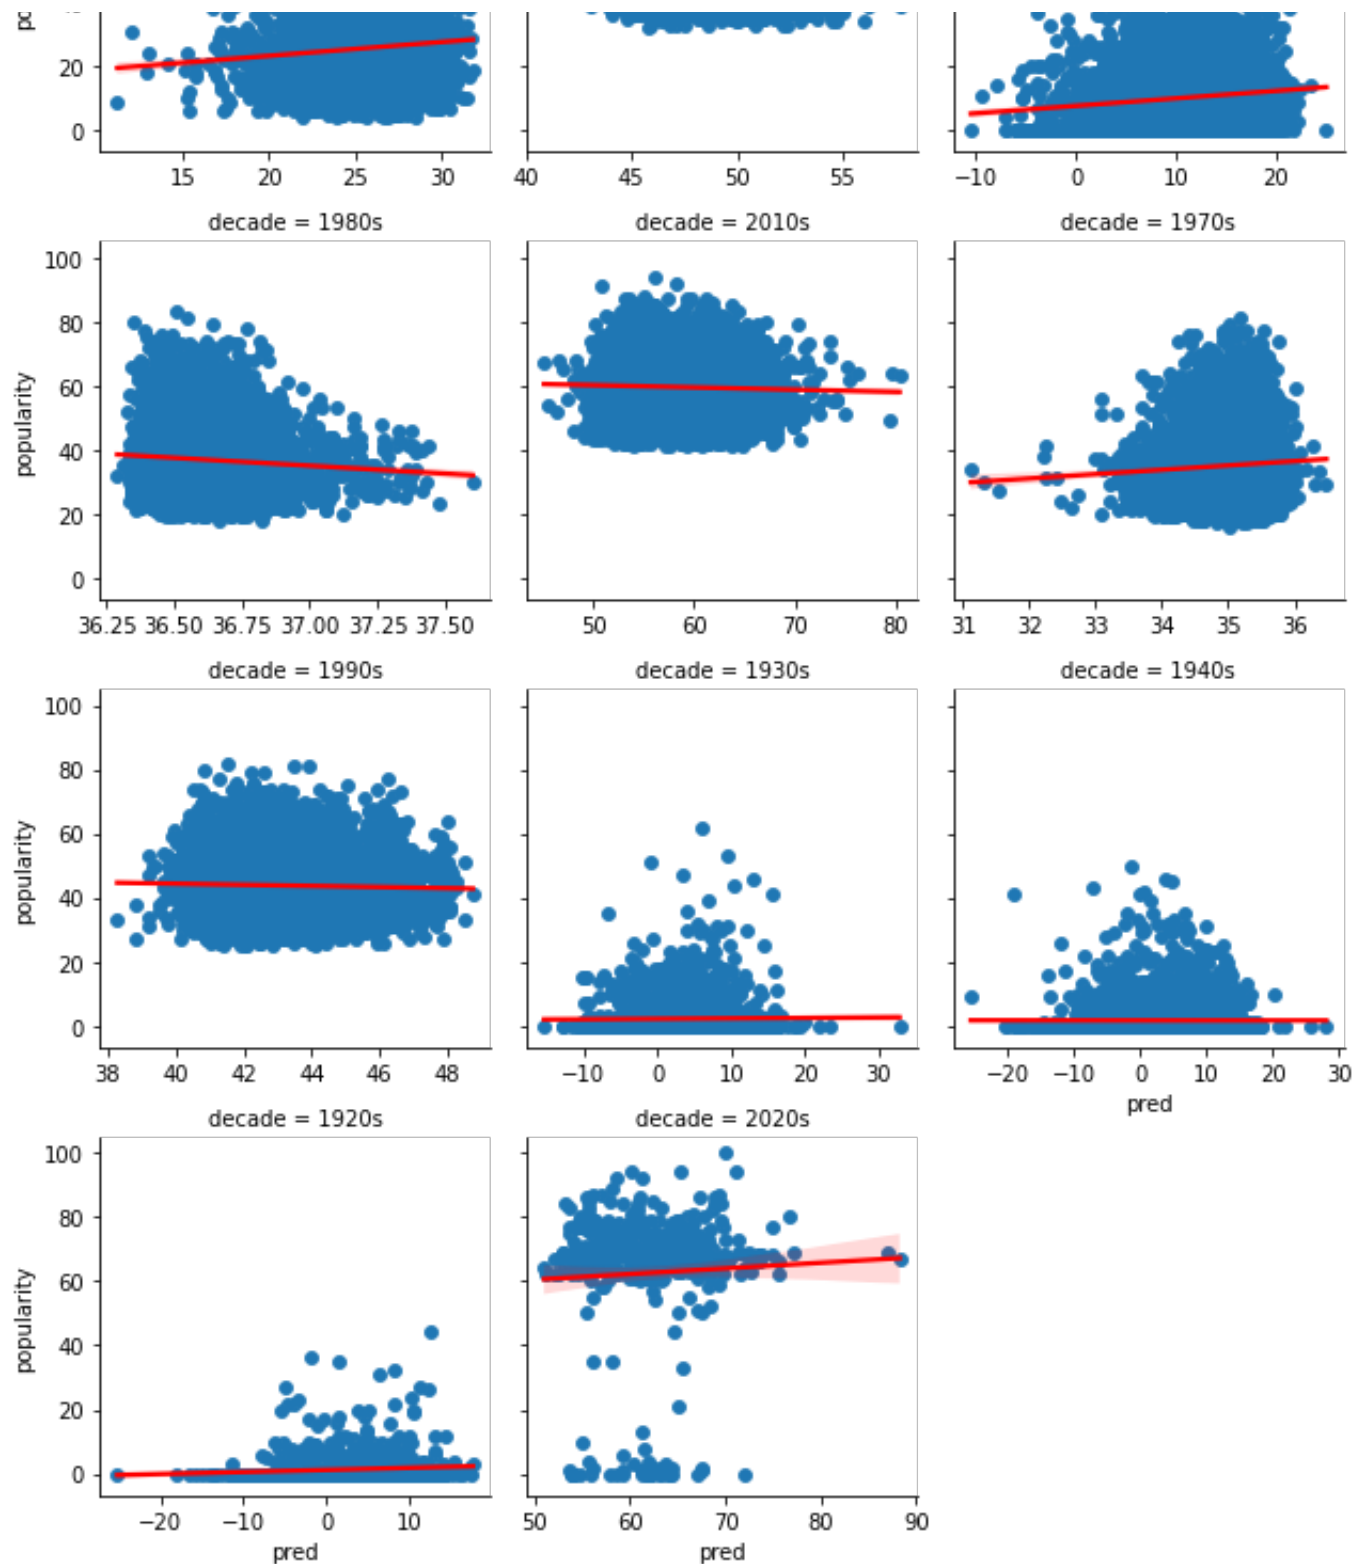 20
0
15 20 25 30
40 45 50 55
−10 0 10 20
decade = 1980s
decade = 2010s
decade = 1970s
100
80
60
40
20
0
popularity
36.25 36.50 36.75 37.00 37.25 37.50
50 60 70 80
31 32 33 34 35 36
decade = 1990s
decade = 1930s
decade = 1940s
100
80
60
40
20
0
popularity
38 40 42 44 46 48
−10 0 10 20 30
−20 −10 0 10 20 30
pred
decade = 1920s
decade = 2020s
100
80
60
40
20
0
popularity
−20 −10 0 10
pred
50 60 70 80 90
pred